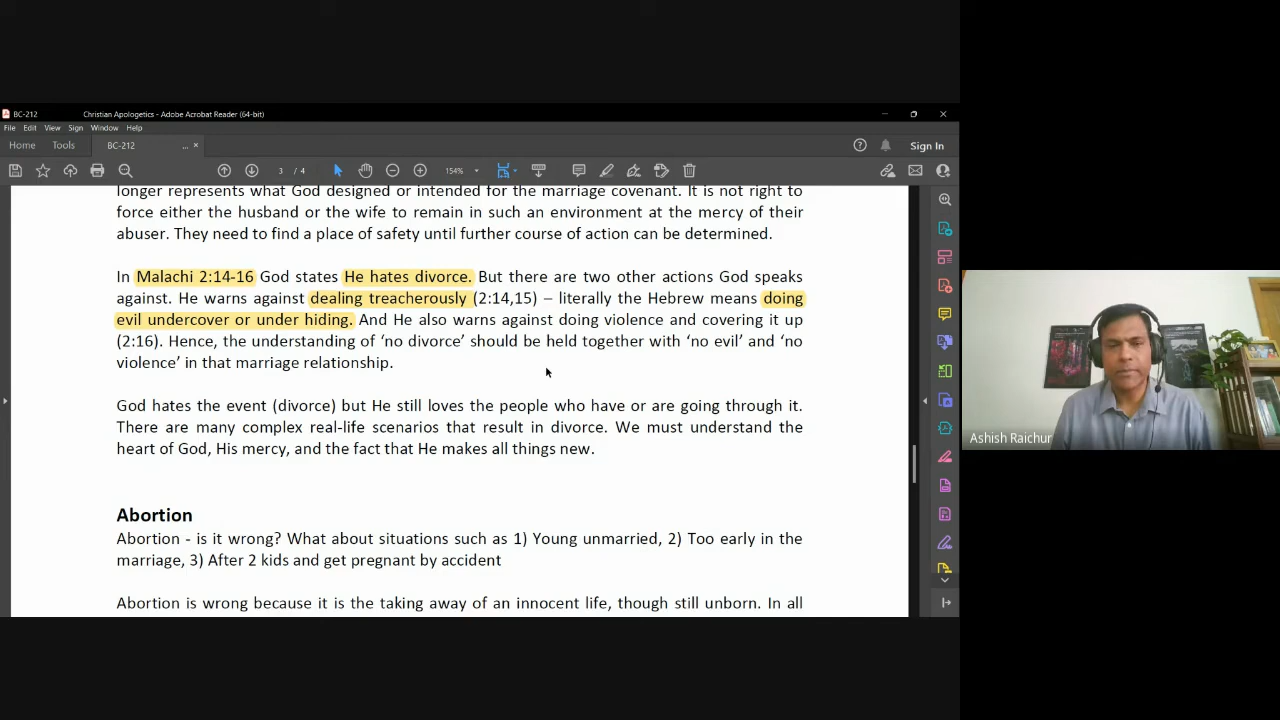 BC-212 Christian Apologetics - Adobe Acrobat Reader (64-bit)
File Edit View Sign Window Help
Home Tools BC-212 ... × Sign In
3 / 4 154%
longer represents what God designed or intended for the marriage covenant. It is not right to
force either the husband or the wife to remain in such an environment at the mercy of their
abuser. They need to find a place of safety until further course of action can be determined.
In Malachi 2:14-16 God states He hates divorce. But there are two other actions God speaks
against. He warns against dealing treacherously (2:14,15) – literally the Hebrew means doing
evil undercover or under hiding. And He also warns against doing violence and covering it up
(2:16). Hence, the understanding of ‘no divorce’ should be held together with ‘no evil’ and ‘no
violence’ in that marriage relationship.
God hates the event (divorce) but He still loves the people who have or are going through it.
There are many complex real-life scenarios that result in divorce. We must understand the
heart of God, His mercy, and the fact that He makes all things new.
Abortion
Abortion - is it wrong? What about situations such as 1) Young unmarried, 2) Too early in the
marriage, 3) After 2 kids and get pregnant by accident
Abortion is wrong because it is the taking away of an innocent life, though still unborn. In all
Ashish Raichur